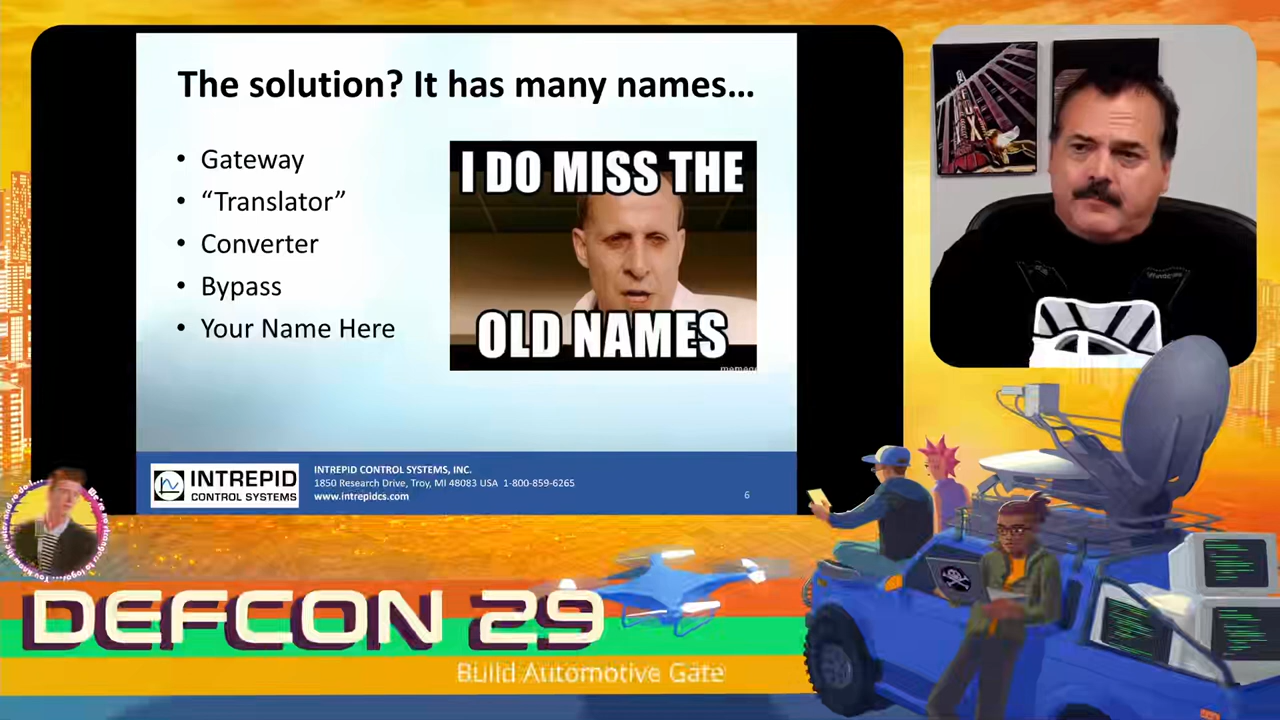 The solution? It has many names…
• Gateway
• “Translator”
• Converter
• Bypass
• Your Name Here
I DO MISS THE
OLD NAMES
INTREPID
CONTROL SYSTEMS
INTREPID CONTROL SYSTEMS, INC.
1850 Research Drive, Troy, MI 48083 USA 1-800-859-6265
www.intrepidcs.com
6
FOX
DEFCON 29
Build Automotive Gate